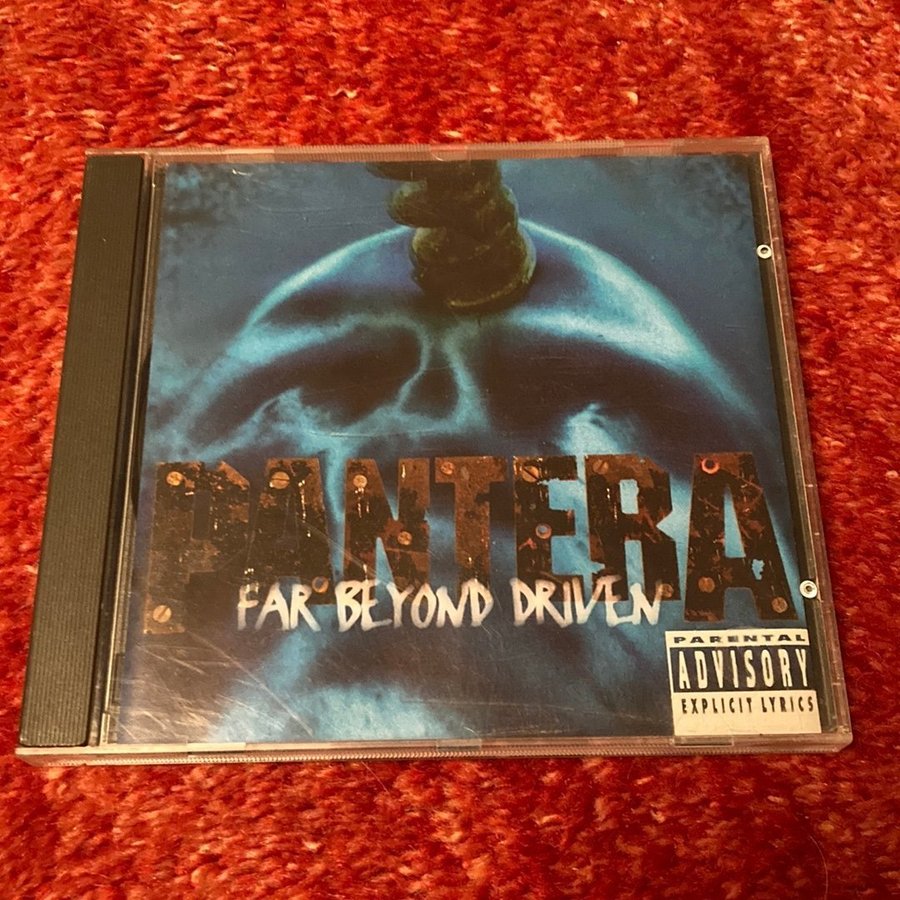 PANTERA
FAR BEYOND DRIVEN
PARENTAL
ADVISORY
EXPLICIT LYRICS